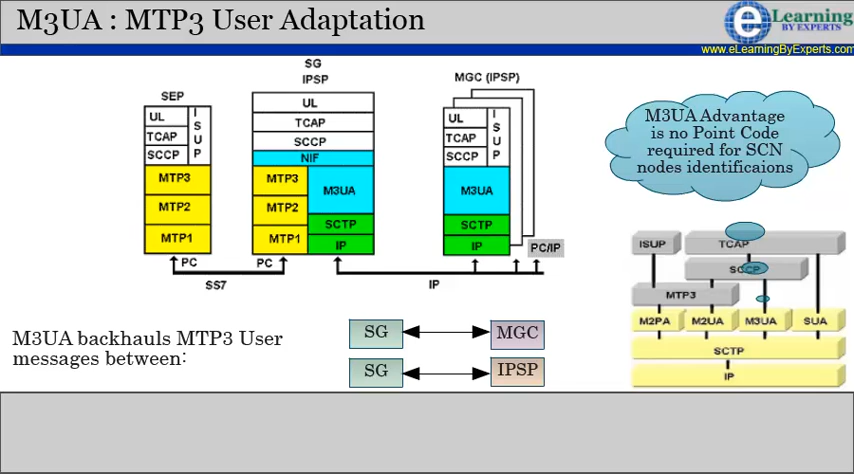 M3UA : MTP3 User Adaptation
eLearning
BY EXPERTS
www.eLearningByExperts.com
SEP
UL
TCAP
SCCP
ISUP
MTP3
MTP2
MTP1
PC
SG
IPSP
UL
TCAP
SCCP
NIF
MTP3
MTP2
MTP1
M3UA
SCTP
IP
PC
SS7
MGC (IPSP)
UL
TCAP
SCCP
ISUP
M3UA
SCTP
IP
PC/IP
IP
M3UA Advantage
is no Point Code
required for SCN
nodes identificaions
ISUP
TCAP
SCCP
MTP3
M2PA
M2UA
M3UA
SUA
SCTP
IP
M3UA backhauls MTP3 User
messages between:
SG
MGC
SG
IPSP